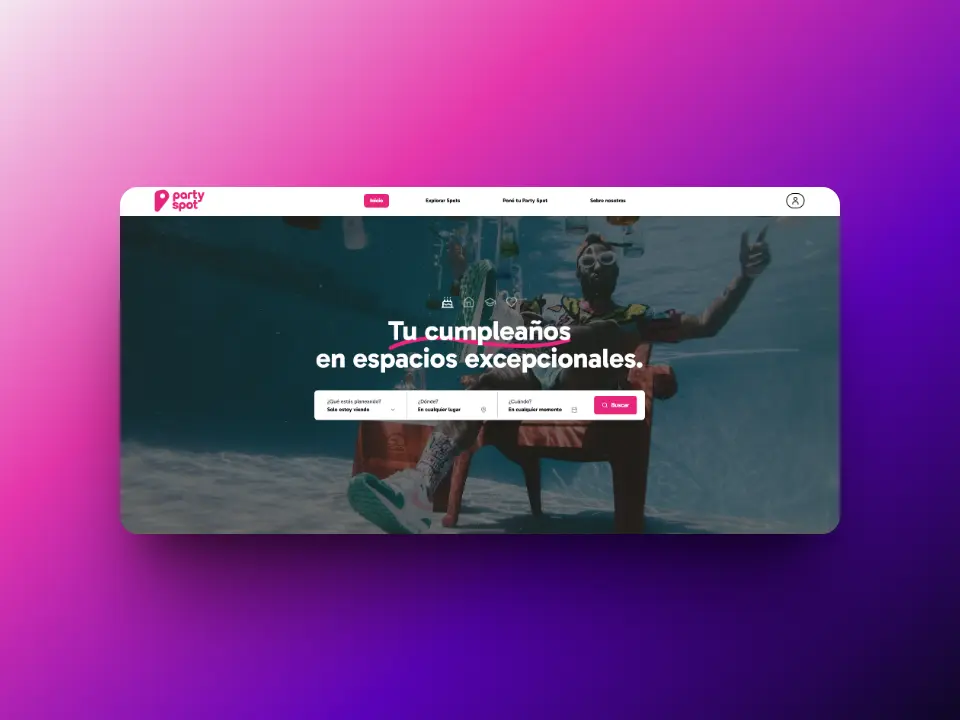 party
spot
Inicio
Explorar Spots
Poné tu Party Spot
Sobre nosotros
Tu cumpleaños
en espacios excepcionales.
¿Qué estás planeando?
Solo estoy viendo
¿Dónde?
En cualquier lugar
¿Cuándo?
En cualquier momento
Buscar